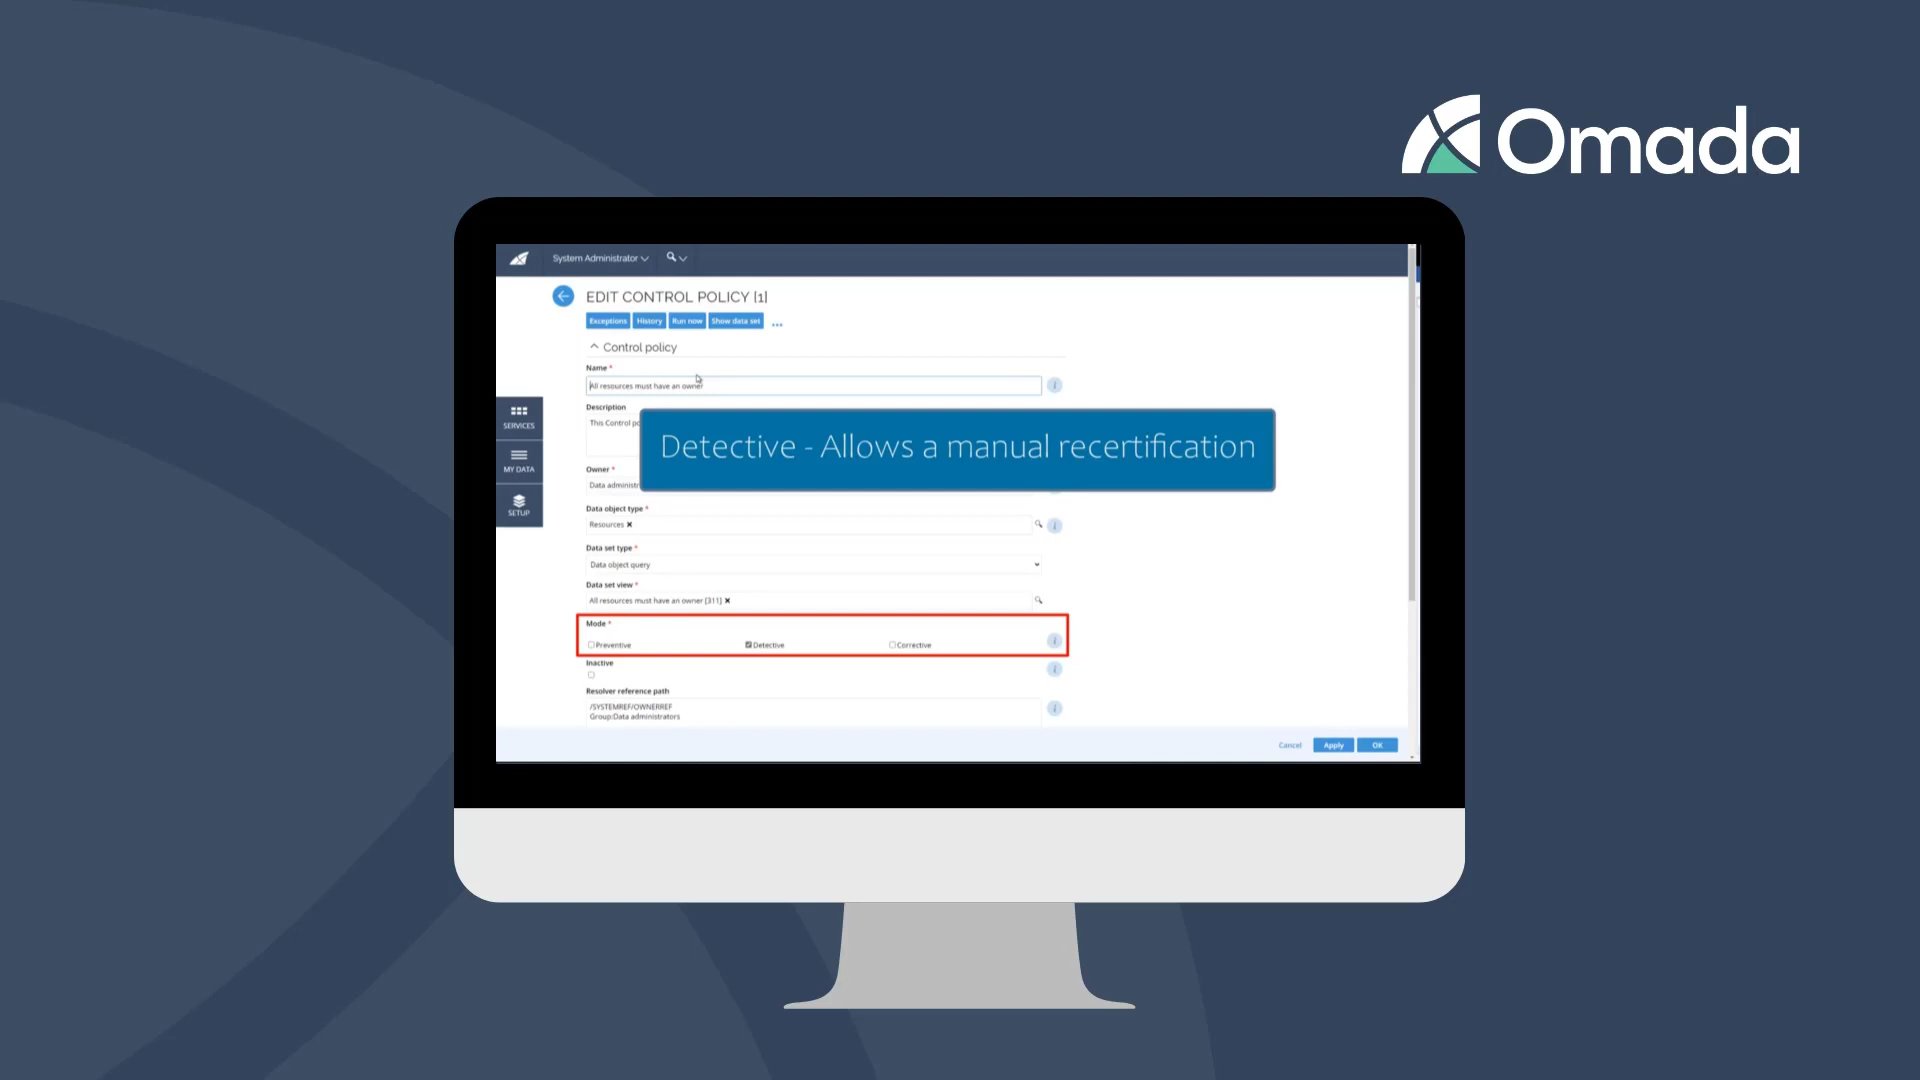 Omada
System Administrator
EDIT CONTROL POLICY [1]
Exceptions History Run now Show data set ...
Control policy
Name *
All resources must have an owner
Description
This Control po
Detective - Allows a manual recertification
Owner *
Data administr
Data object type *
Resources ✖
Data set type *
Data object query
Data set view *
All resources must have an owner [311] ✖
Mode *
Preventive Detective Corrective
Inactive
Resolver reference path
/SYSTEMREF/OWNERREF
Group:Data administrators
SERVICES
MY DATA
SETUP
Cancel Apply OK